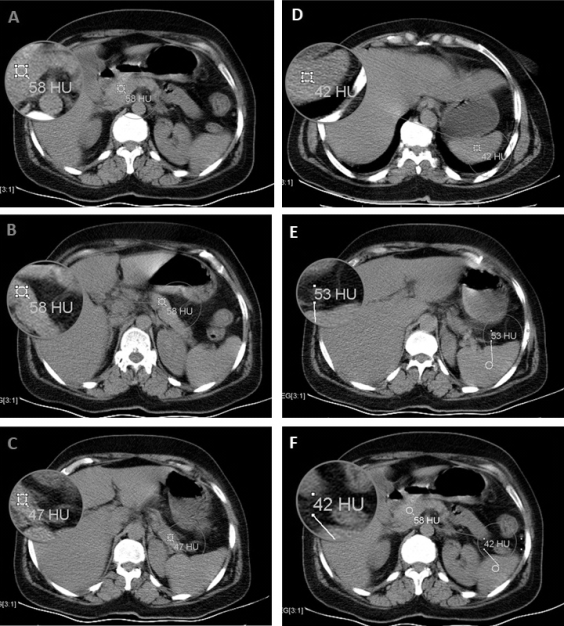 A
58 HU
58 HU
[3:1]
D
42 HU
42 HU
[3:1]
B
58 HU
58 HU
G[3:1]
E
53 HU
53 HU
EG[3:1]
C
47 HU
47 HU
G[3:1]
F
42 HU
58 HU
42 HU
EG[3:1]